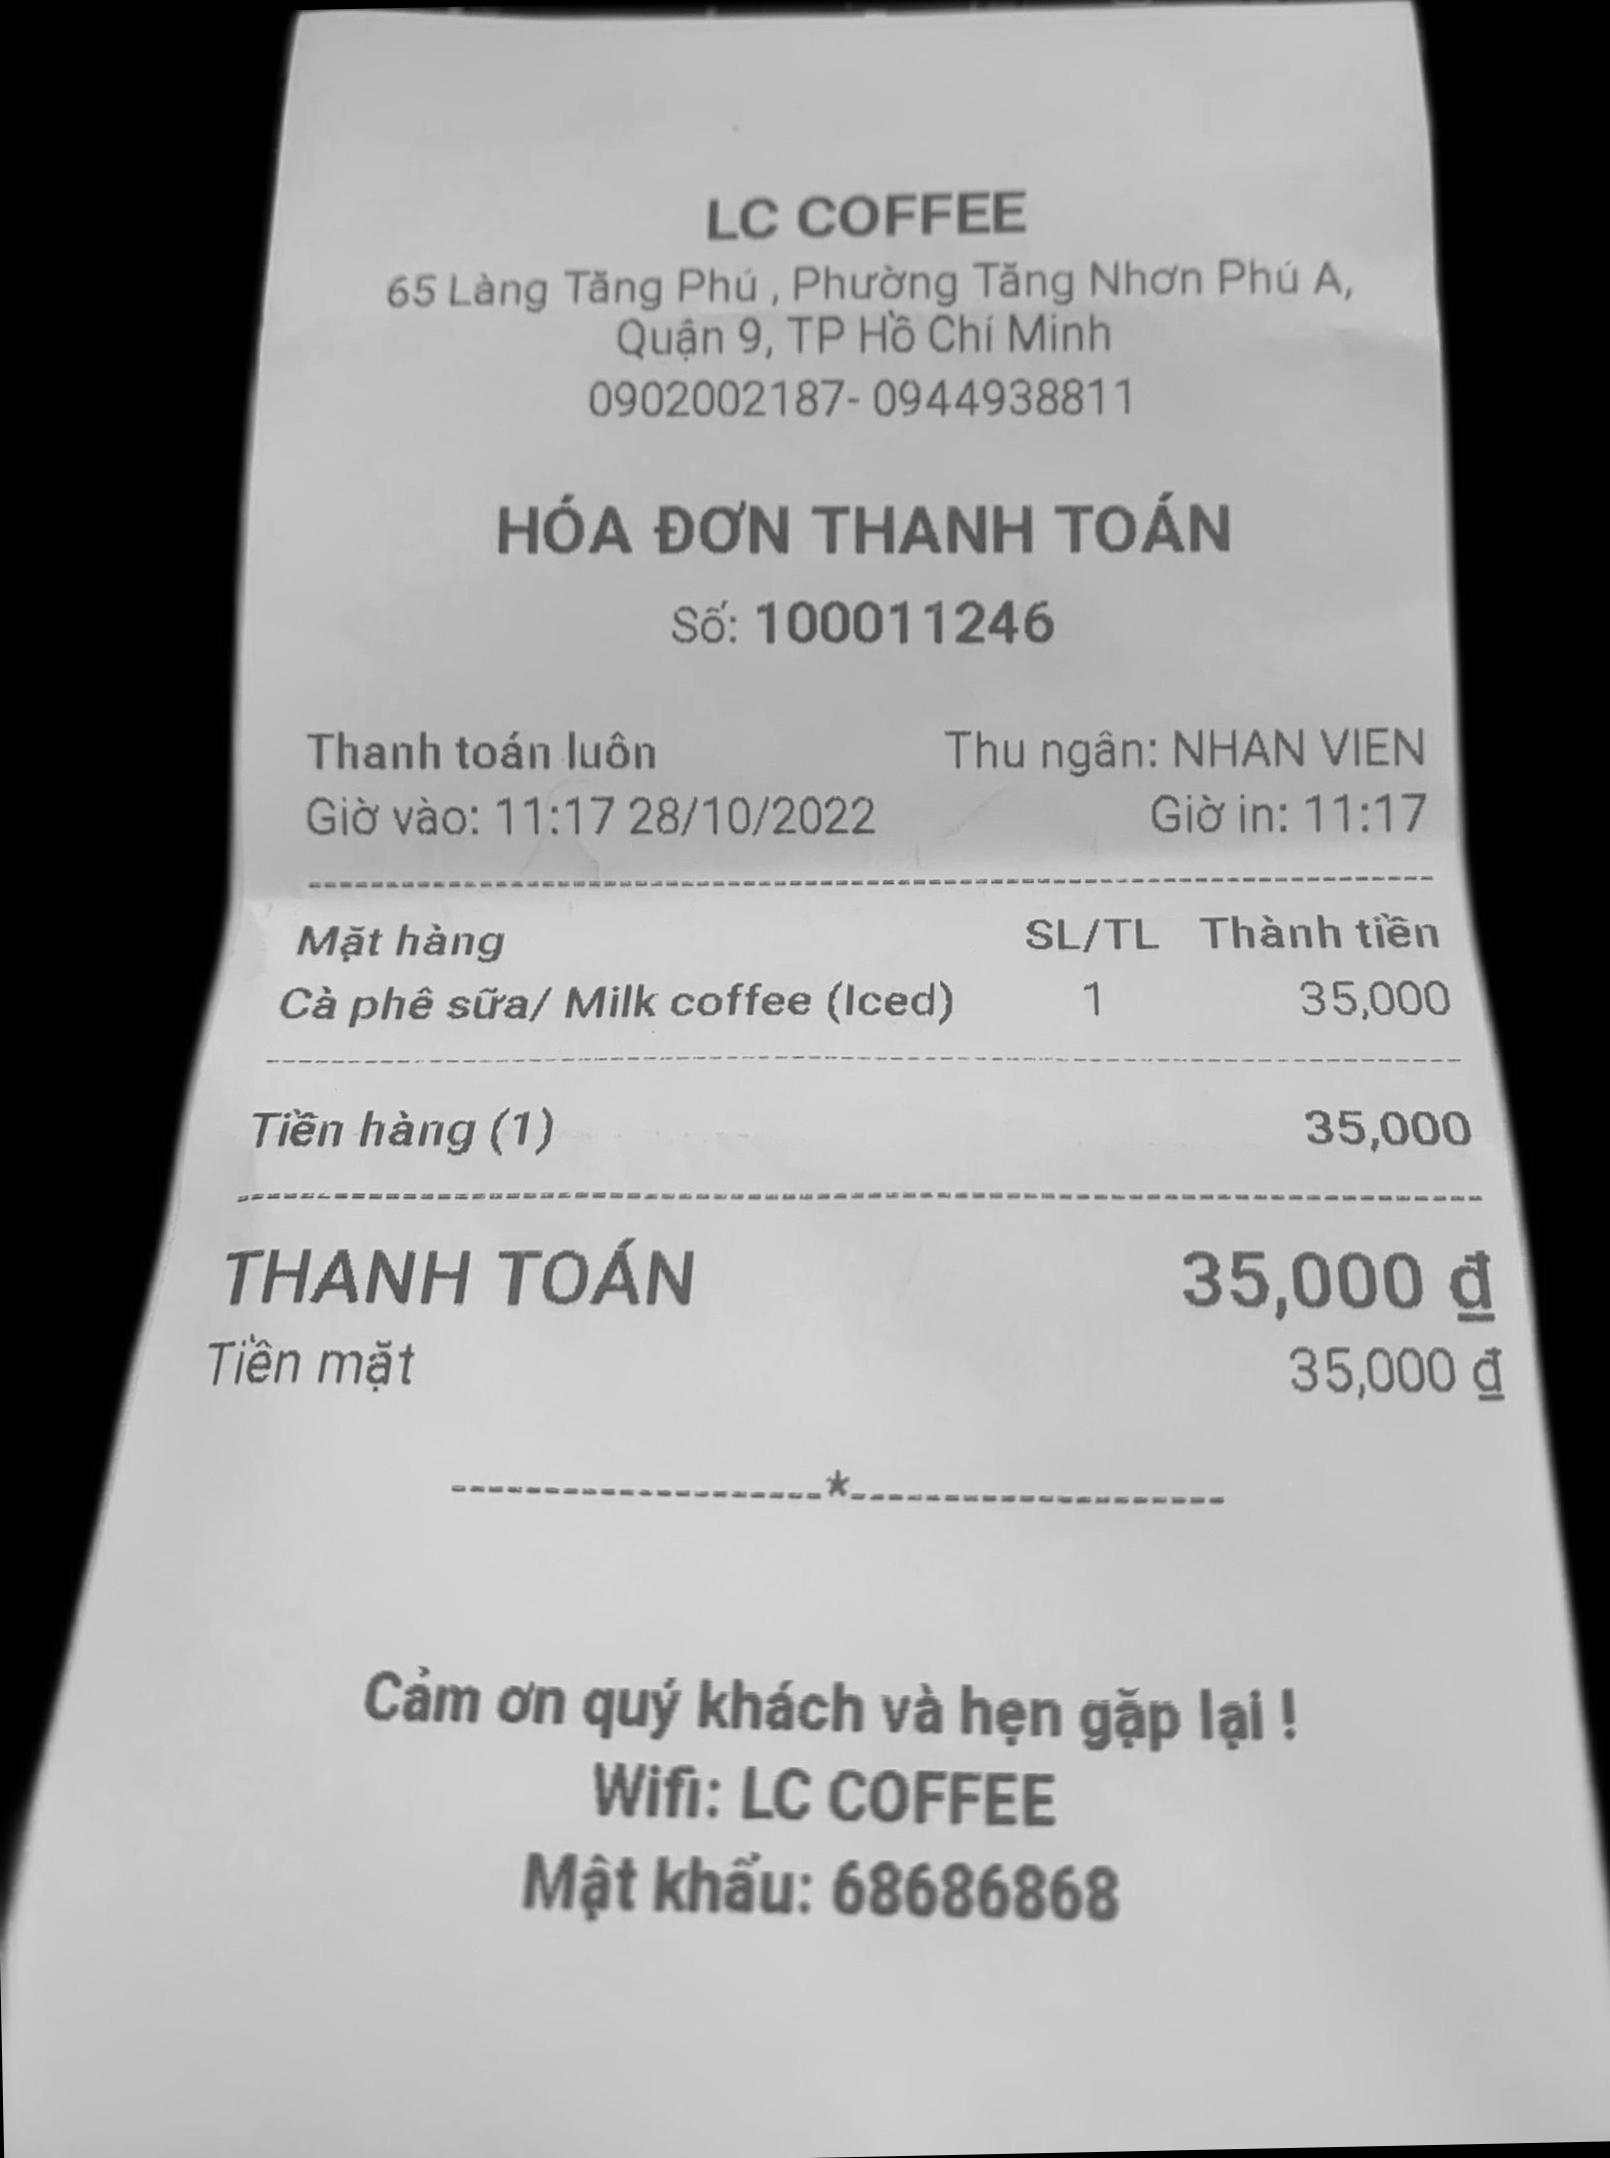 LC COFFEE
65 Làng Tăng Phú , Phường Tăng Nhơn Phú A,
Quận 9, TP Hồ Chí Minh
0902002187- 0944938811
HÓA ĐƠN THANH TOÁN
Số: 100011246
Thanh toán luôn Thu ngân: NHAN VIEN
Giờ vào: 11:17 28/10/2022 Giờ in: 11:17
Mặt hàng SL/TL Thành tiền
Cà phê sữa/ Milk coffee (Iced) 1 35,000
Tiền hàng (1) 35,000
THANH TOÁN 35,000 đ
Tiền mặt 35,000 đ
--------------------*--------------------
Cảm ơn quý khách và hẹn gặp lại !
Wifi: LC COFFEE
Mật khẩu: 68686868